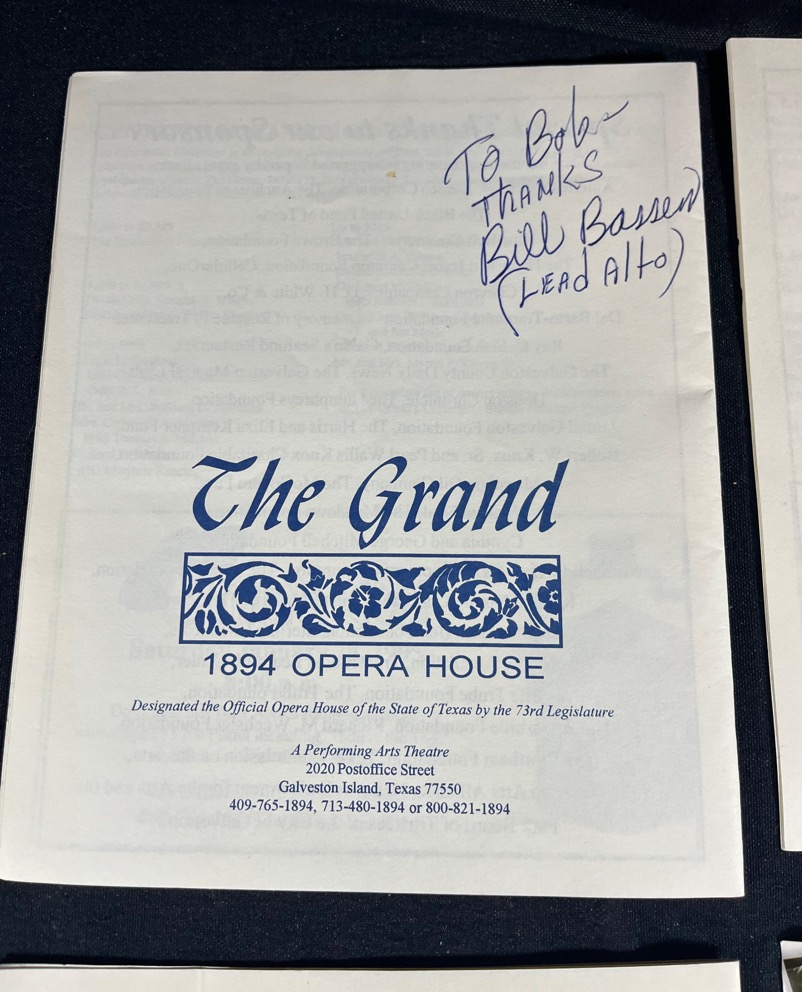 To Bob
THANKS
Bill Bassen
(LEAd Alto)
The Grand
1894 OPERA HOUSE
Designated the Official Opera House of the State of Texas by the 73rd Legislature
A Performing Arts Theatre
2020 Postoffice Street
Galveston Island, Texas 77550
409-765-1894, 713-480-1894 or 800-821-1894